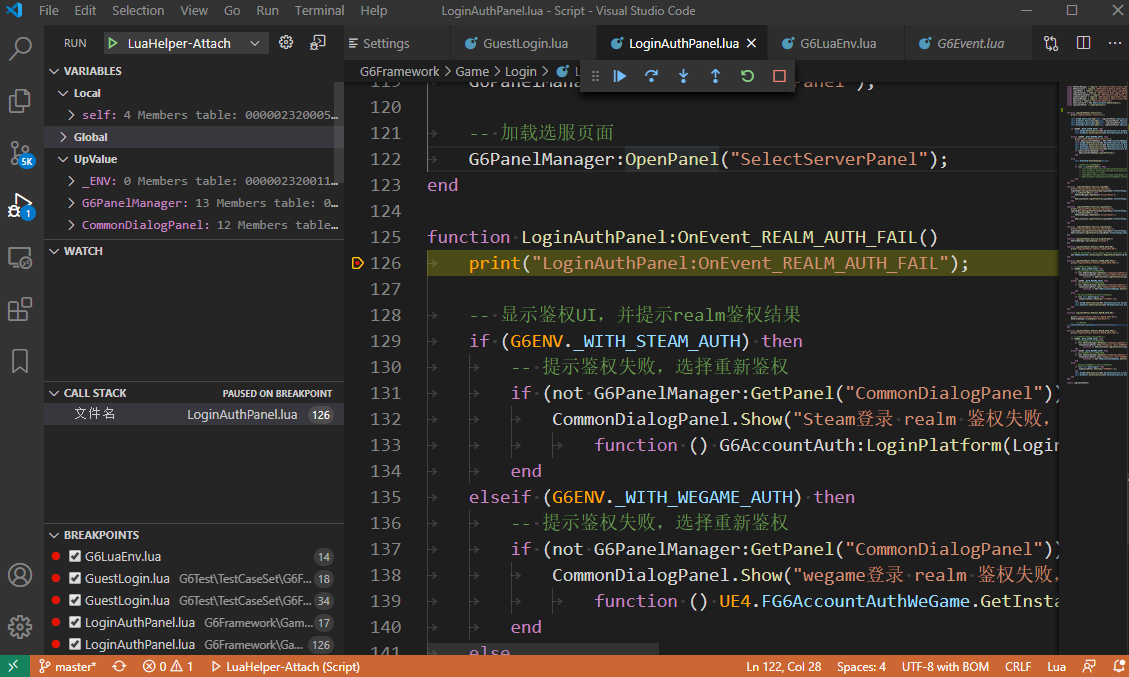 File Edit Selection View Go Run Terminal Help LoginAuthPanel.lua - Script - Visual Studio Code
RUN LuaHelper-Attach
Settings GuestLogin.lua LoginAuthPanel.lua G6LuaEnv.lua G6Event.lua
G6Framework > Game > Login >
VARIABLES
Local
self: 4 Members table: 000002320005…
Global
UpValue
_ENV: 0 Members table: 000002320011…
G6PanelManager: 13 Members table: 0…
CommonDialogPanel: 12 Members table…
WATCH
CALL STACK PAUSED ON BREAKPOINT
文件名 LoginAuthPanel.lua 126
BREAKPOINTS
G6LuaEnv.lua 14
GuestLogin.lua G6Test\TestCaseSet\G6F... 18
GuestLogin.lua G6Test\TestCaseSet\G6F... 34
LoginAuthPanel.lua G6Framework\Gam... 17
LoginAuthPanel.lua G6Framework\Ga... 126
5K
1
119
120
121 -- 加载选服页面
122 G6PanelManager:OpenPanel("SelectServerPanel");
123 end
124
125 function LoginAuthPanel:OnEvent_REALM_AUTH_FAIL()
126 print("LoginAuthPanel:OnEvent_REALM_AUTH_FAIL");
127
128 -- 显示鉴权UI，并提示realm鉴权结果
129 if (G6ENV._WITH_STEAM_AUTH) then
130 -- 提示鉴权失败，选择重新鉴权
131 if (not G6PanelManager:GetPanel("CommonDialogPanel"))
132 CommonDialogPanel.Show("Steam登录 realm 鉴权失败，
133 function () G6AccountAuth:LoginPlatform(Login
134 end
135 elseif (G6ENV._WITH_WEGAME_AUTH) then
136 -- 提示鉴权失败，选择重新鉴权
137 if (not G6PanelManager:GetPanel("CommonDialogPanel"))
138 CommonDialogPanel.Show("wegame登录 realm 鉴权失败，
139 function () UE4.FG6AccountAuthWeGame.GetInsta
140 end
141 else
master* 0 1 LuaHelper-Attach (Script) Ln 122, Col 28 Spaces: 4 UTF-8 with BOM CRLF Lua